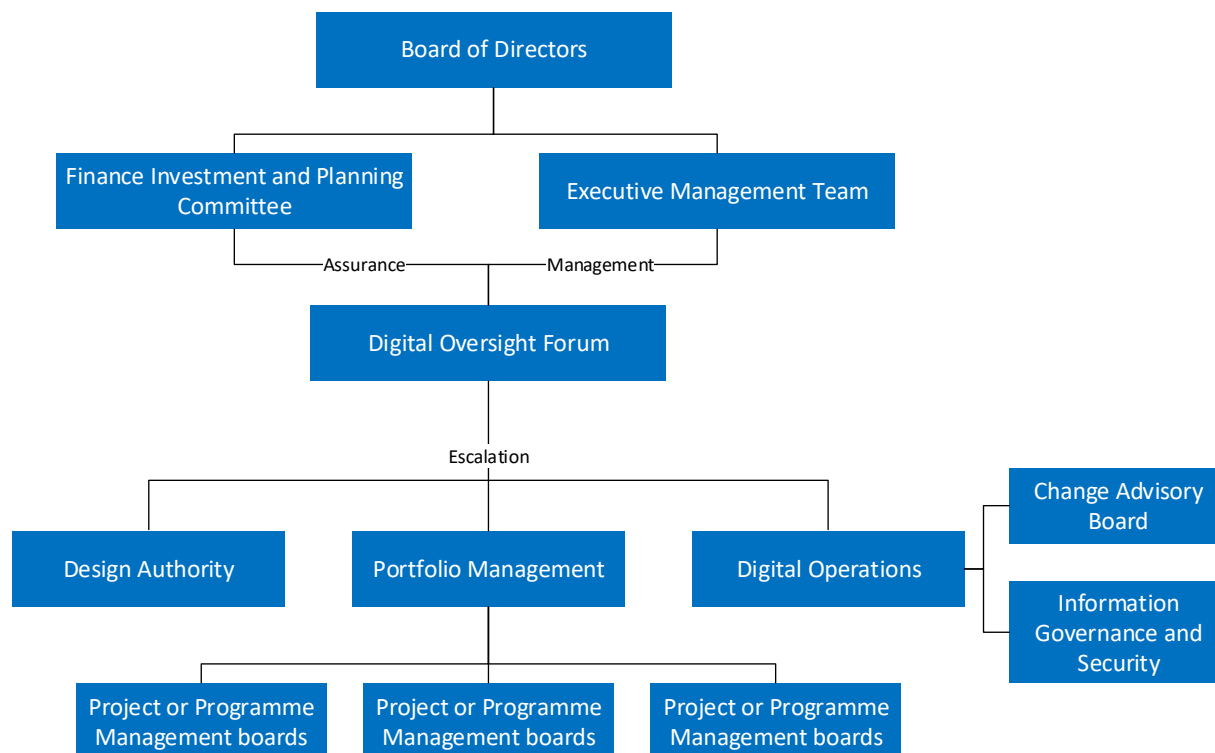 Board of Directors
Finance Investment and Planning
Committee
Executive Management Team
Assurance
Management
Digital Oversight Forum
Escalation
Change Advisory
Board
Design Authority
Portfolio Management
Digital Operations
Information
Governance and
Security
Project or Programme
Management boards
Project or Programme
Management boards
Project or Programme
Management boards